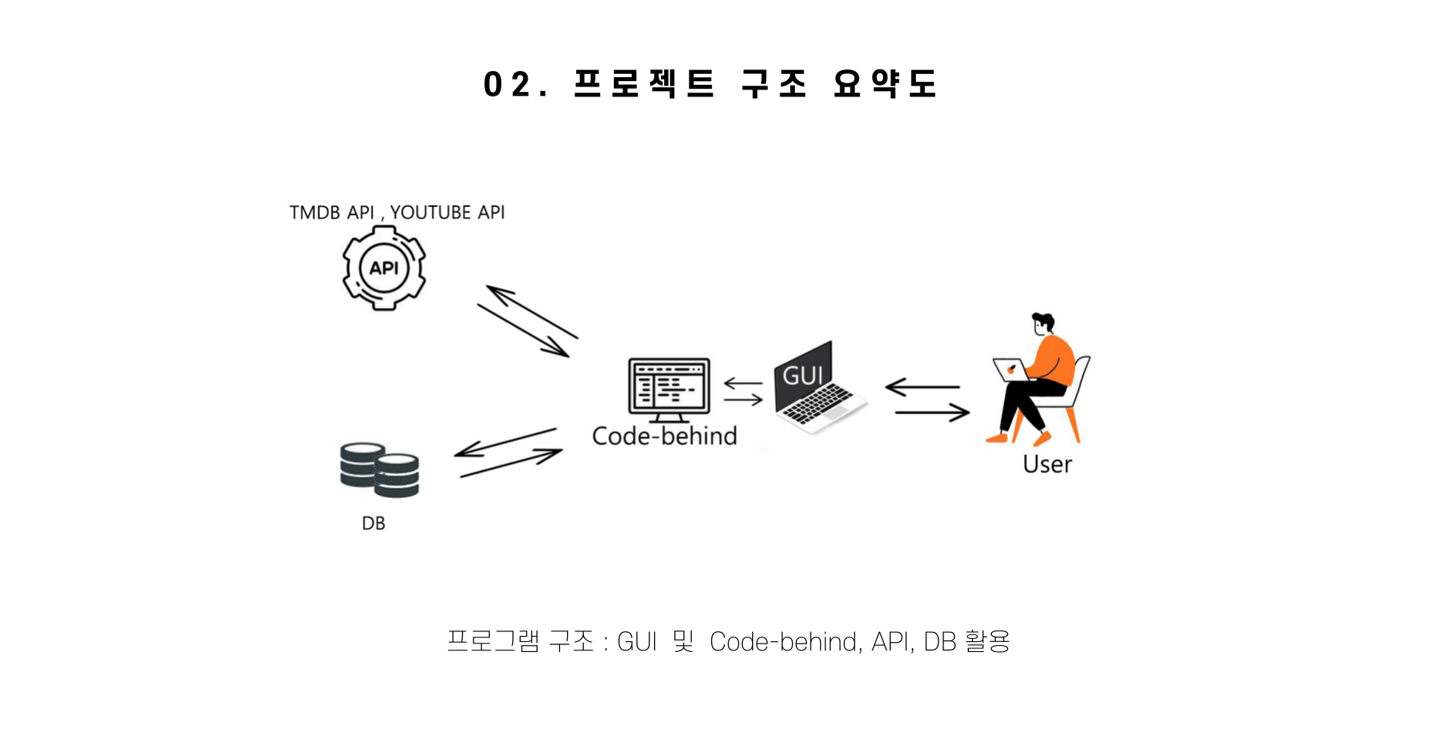 02. 프로젝트 구조 요약도
TMDB API , YOUTUBE API
API
GUI
Code-behind
User
DB
프로그램 구조 : GUI 및 Code-behind, API, DB 활용